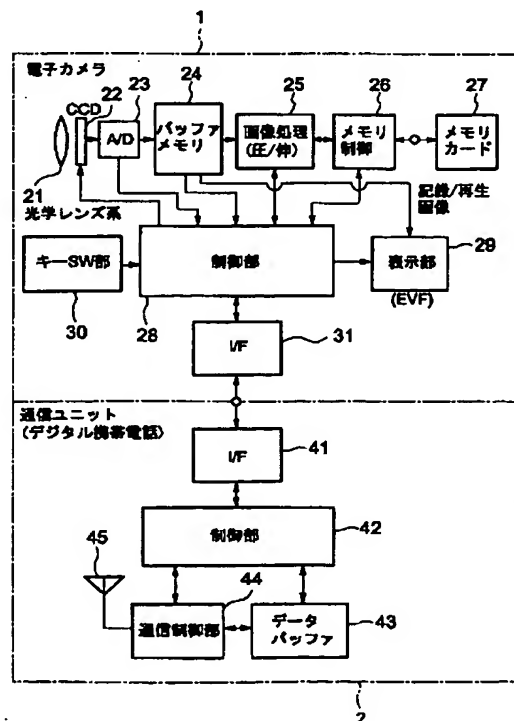 1
電子カメラ
21
光学レンズ系
CCD
22
23
A/D
24
バッファ
メモリ
25
画像処理
(圧/伸)
26
メモリ
制御
27
メモリ
カード
記録/再生
画像
キーSW部
30
制御部
28
表示部
29
(EVF)
I/F
31
通信ユニット
(デジタル携帯電話)
I/F
41
制御部
42
45
44
通信制御部
データ
バッファ
43
2